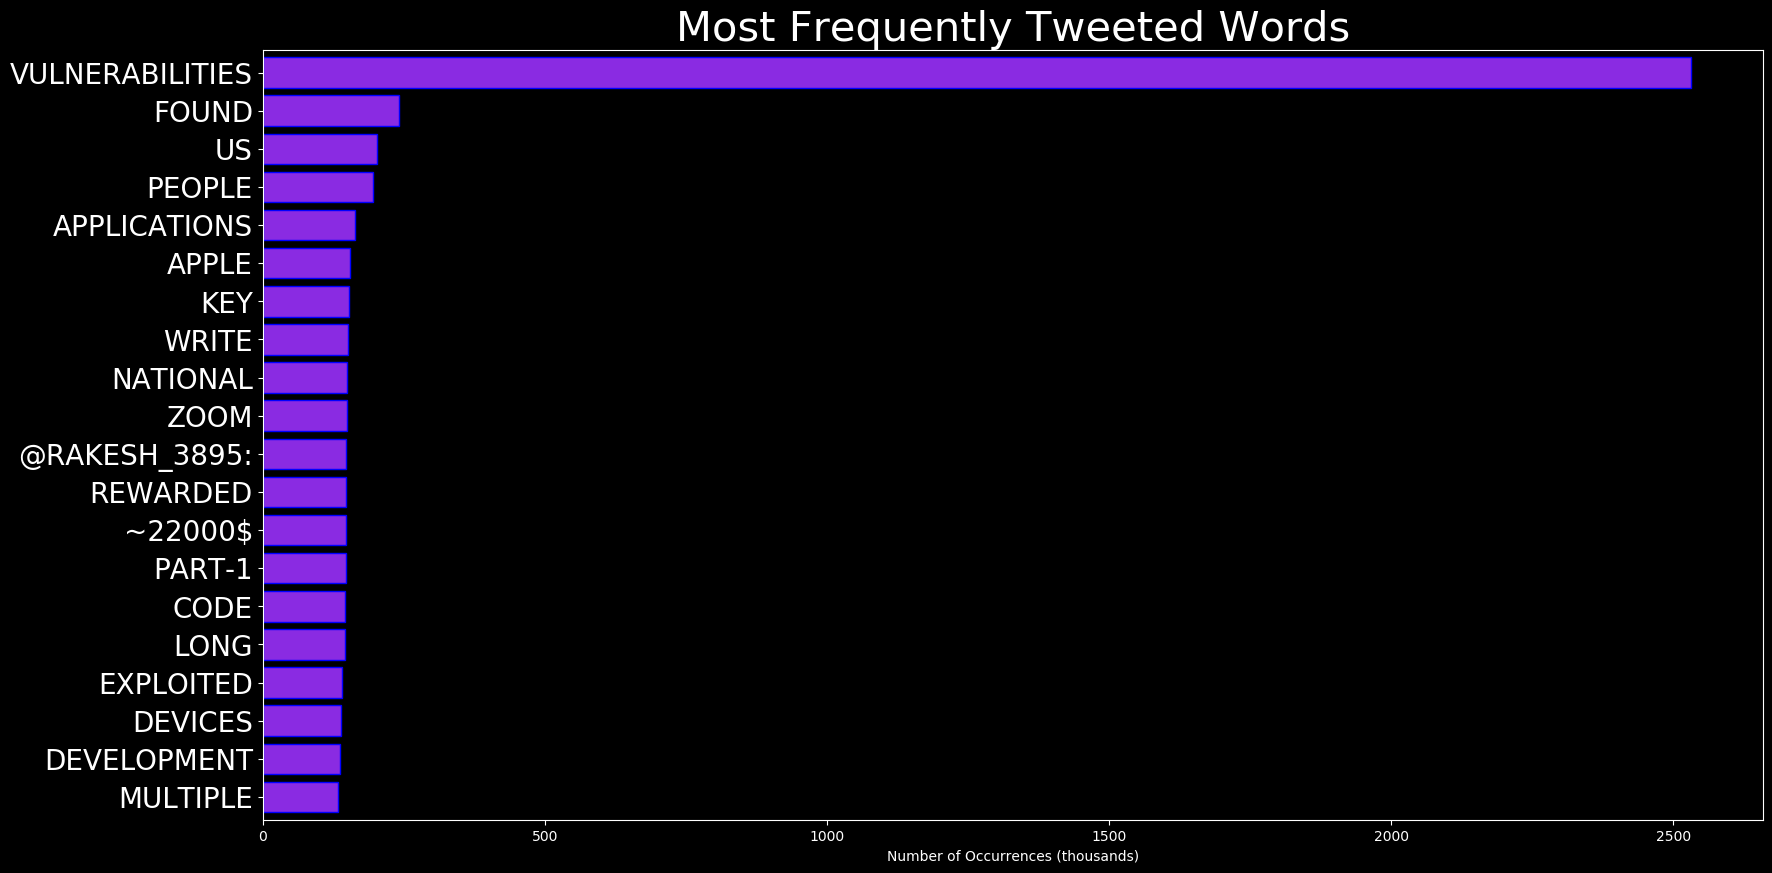 Most Frequently Tweeted Words
VULNERABILITIES
FOUND
US
PEOPLE
APPLICATIONS
APPLE
KEY
WRITE
NATIONAL
ZOOM
@RAKESH_3895:
REWARDED
~22000$
PART-1
CODE
LONG
EXPLOITED
DEVICES
DEVELOPMENT
MULTIPLE
0 500 1000 1500 2000 2500
Number of Occurrences (thousands)